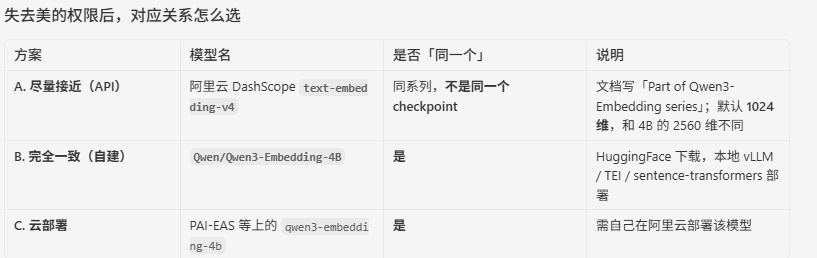 失去美的权限后，对应关系怎么选
方案 模型名 是否「同一个」 说明
A. 尽量接近（API） 阿里云 DashScope text-embed 同系列，不是同一个 文档写「Part of Qwen3-
ding-v4 checkpoint Embedding series」；默认 1024
维，和 4B 的 2560 维不同
B. 完全一致（自建） Qwen/Qwen3-Embedding-4B 是 HuggingFace 下载，本地 vLLM
/ TEI / sentence-transformers 部
署
C. 云部署 PAI-EAS 等上的 qwen3-embeddi 是 需自己在阿里云部署该模型
ng-4b